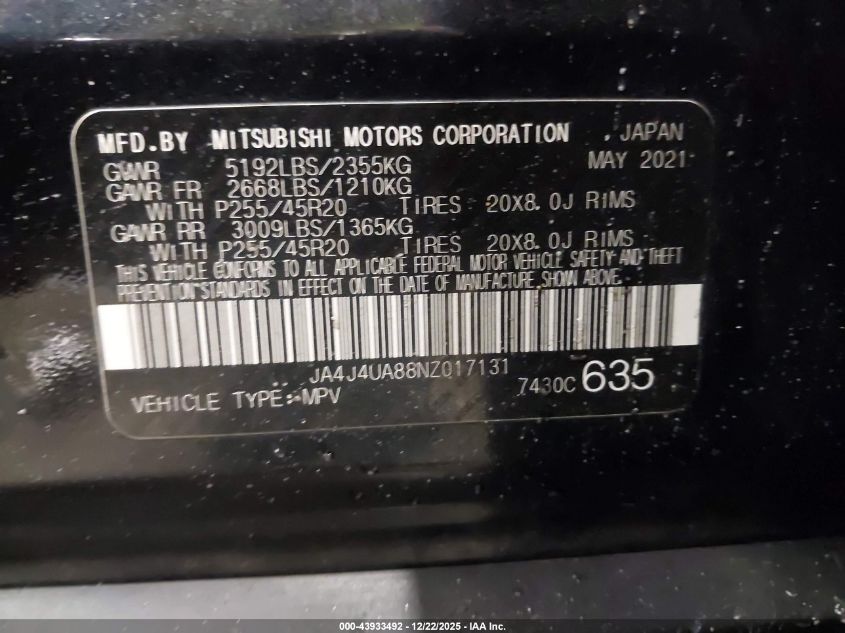 MFD.BY MITSUBISHI MOTORS CORPORATION , JAPAN
GVWR 5192LBS/2355KG MAY 2021
GAWR FR 2668LBS/1210KG
WITH P255/45R20 TIRES 20X8.0J RIMS
GAWR RR 3009LBS/1365KG
WITH P255/45R20 TIRES 20X8.0J RIMS
THIS VEHICLE CONFORMS TO ALL APPLICABLE FEDERAL MOTOR VEHICLE SAFETY AND THEFT
PREVENTION STANDARDS IN EFFECT ON THE DATE OF MANUFACTURE SHOWN ABOVE.
JA4J4UA88NZ017131
VEHICLE TYPE: MPV 7430C 635
000-43933492 - 12/22/2025 - IAA Inc.